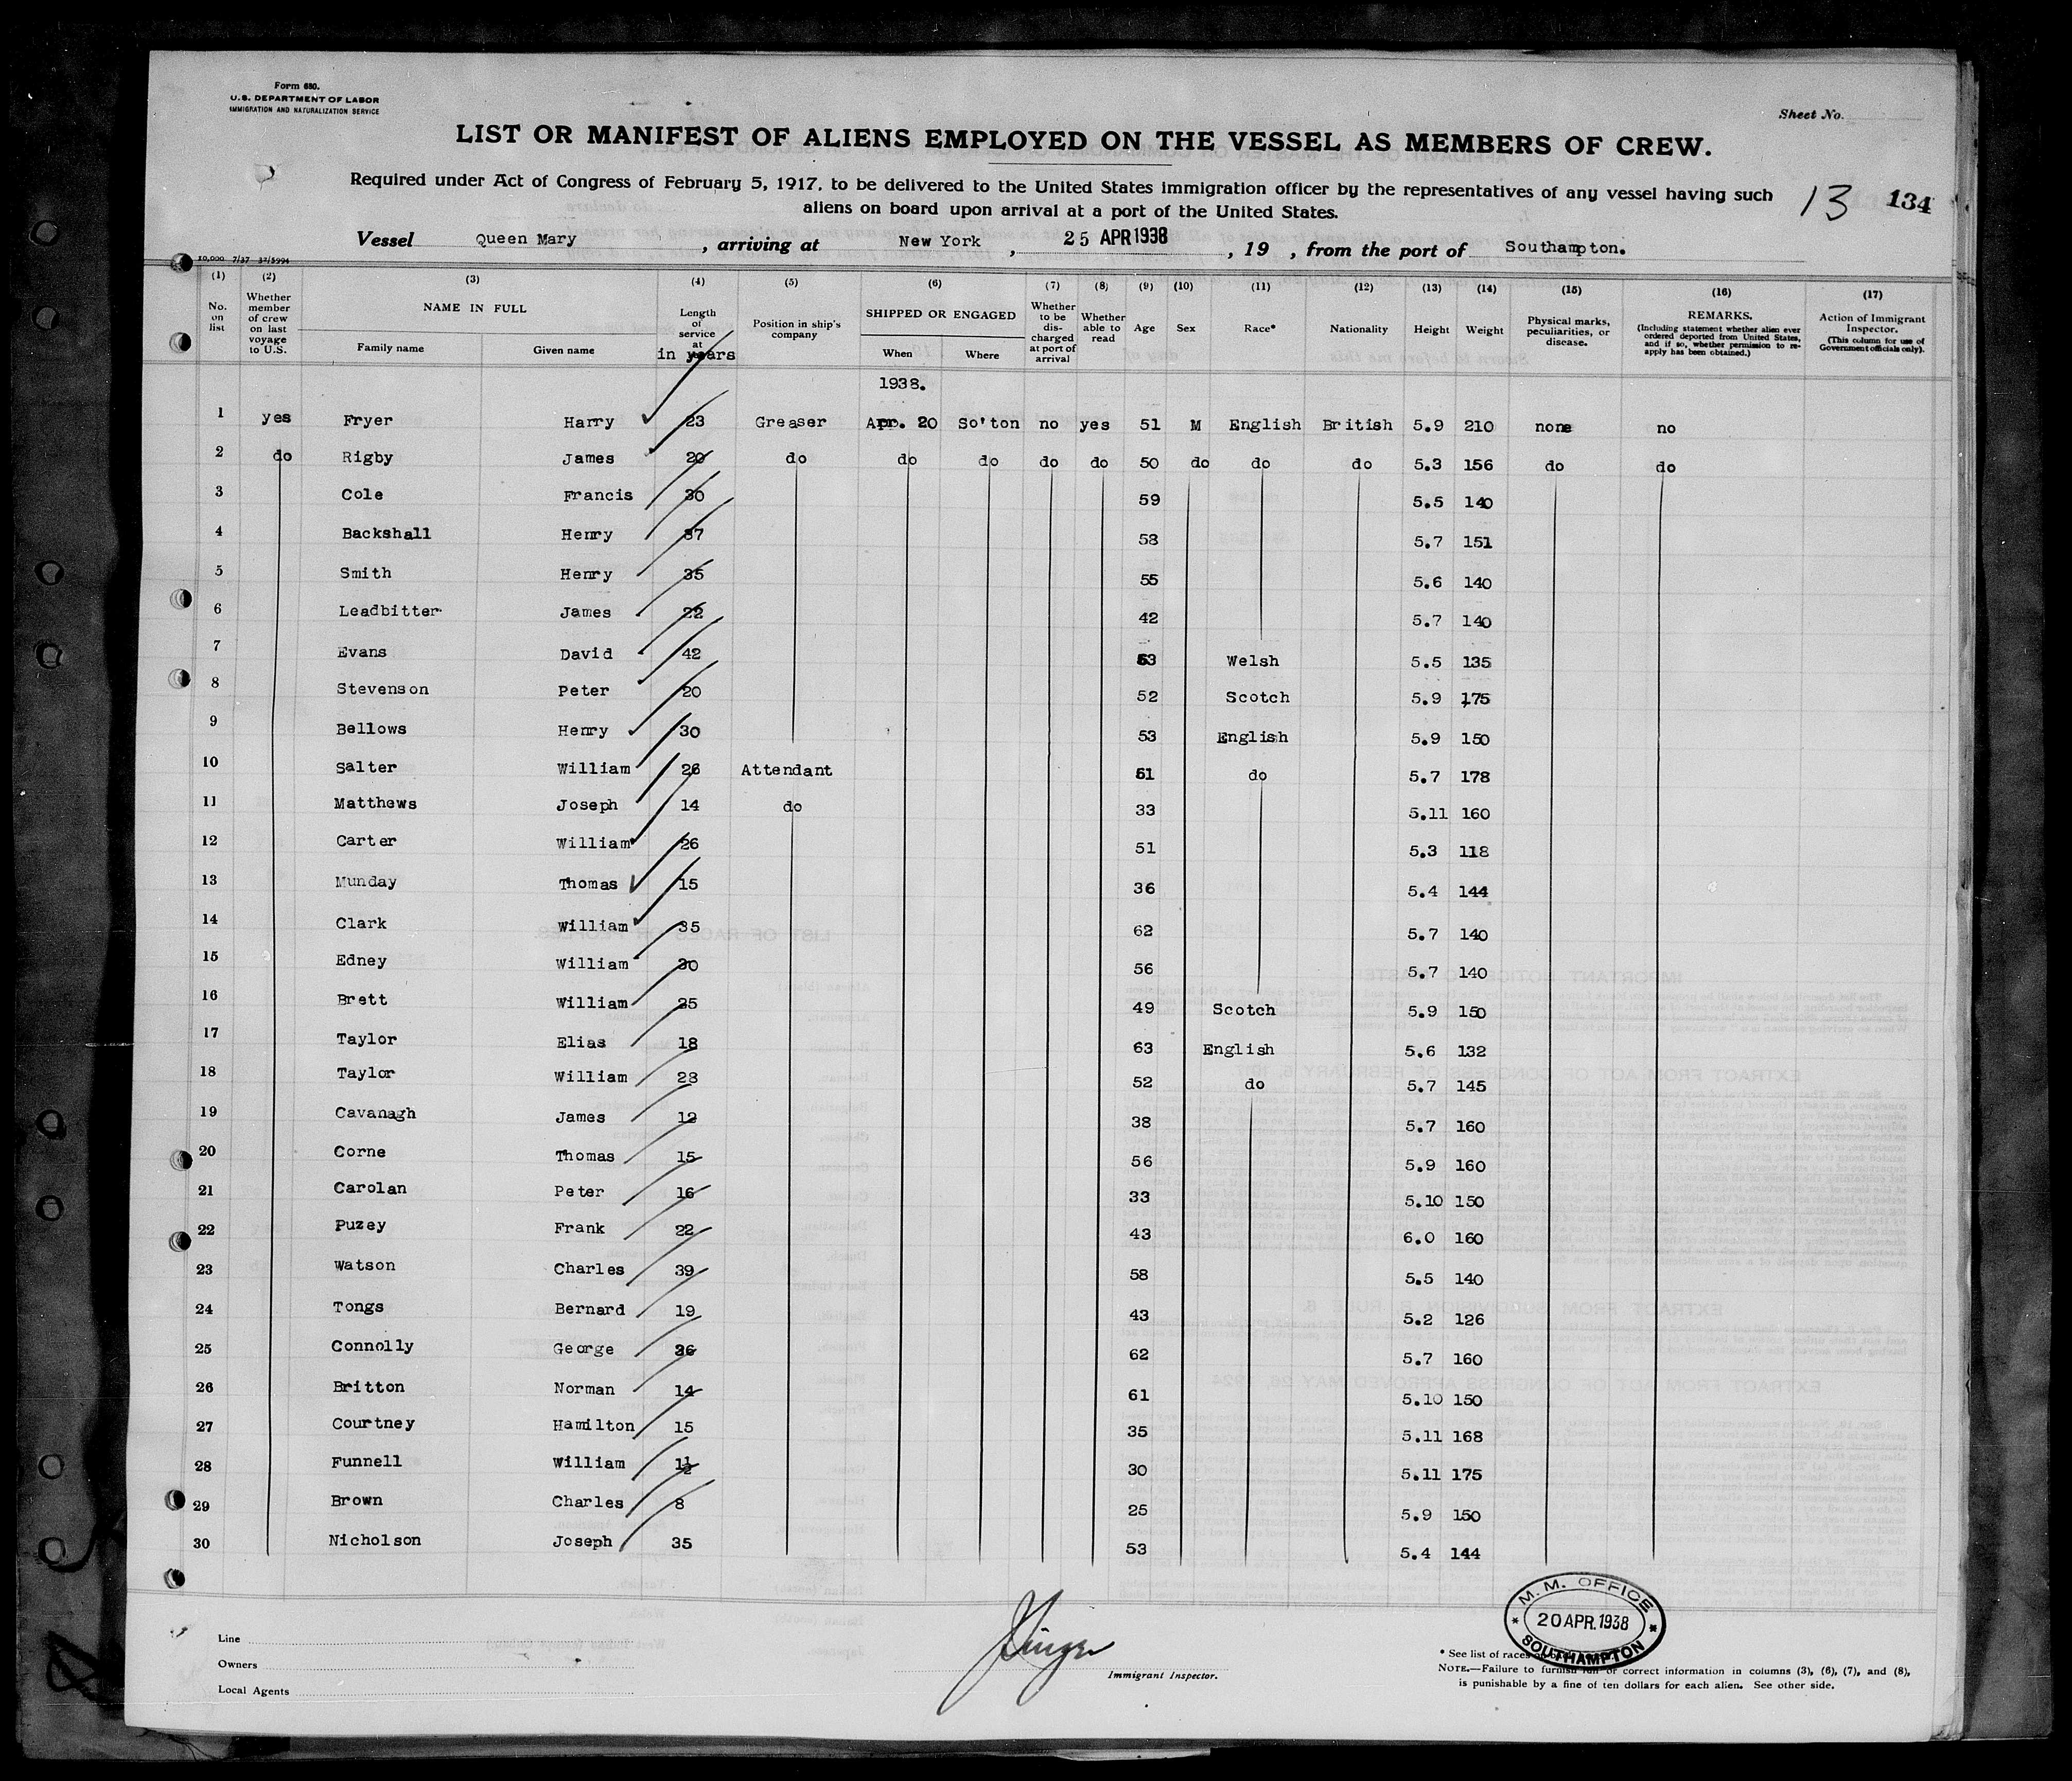 Form 680.
U.S. DEPARTMENT OF LABOR
IMMIGRATION AND NATURALIZATION SERVICE
Sheet No.
LIST OR MANIFEST OF ALIENS EMPLOYED ON THE VESSEL AS MEMBERS OF CREW.
Required under Act of Congress of February 5, 1917, to be delivered to the United States immigration officer by the representatives of any vessel having such
aliens on board upon arrival at a port of the United States.
13 134
Vessel Queen Mary, arriving at New York, 25 APR 1938, 19 , from the port of Southampton.
10,000 7/37 32/5994
(1) (2) (3) (4) (5) (6) (7) (8) (9) (10) (11) (12) (13) (14) (15) (16) (17)
No. on list
Whether member of crew on last voyage to U.S.
NAME IN FULL
Family name Given name
Length of service at
in years
Position in ship's company
SHIPPED OR ENGAGED
When Where
Whether to be discharged at port of arrival
Whether able to read
Age Sex Race* Nationality Height Weight
Physical marks, peculiarities, or disease.
REMARKS.
(Including statement whether alien ever ordered deported from United States, and if so, whether permission to re-apply has been obtained.)
Action of Immigrant Inspector.
(This column for use of Government officials only).
1938.
1 yes Fryer Harry 23 Greaser Apr. 20 So'ton no yes 51 M English British 5.9 210 none no
2 do Rigby James 20 do do do do do 50 do do do 5.3 156 do do
3 Cole Francis 30 59 5.5 140
4 Backshall Henry 37 58 5.7 151
5 Smith Henry 35 55 5.6 140
6 Leadbitter James 22 42 5.7 140
7 Evans David 42 63 Welsh 5.5 135
8 Stevenson Peter 20 52 Scotch 5.9 175
9 Bellows Henry 30 53 English 5.9 150
10 Salter William 26 Attendant 51 do 5.7 178
11 Matthews Joseph 14 do 33 5.11 160
12 Carter William 26 51 5.3 118
13 Munday Thomas 15 36 5.4 144
14 Clark William 35 62 5.7 140
15 Edney William 30 56 5.7 140
16 Brett William 25 49 Scotch 5.9 150
17 Taylor Elias 18 63 English 5.6 132
18 Taylor William 28 52 do 5.7 145
19 Cavanagh James 12 38 5.7 160
20 Corne Thomas 15 56 5.9 160
21 Carolan Peter 16 33 5.10 150
22 Puzey Frank 22 43 6.0 160
23 Watson Charles 39 58 5.5 140
24 Tongs Bernard 19 43 5.2 126
25 Connolly George 36 62 5.7 160
26 Britton Norman 14 61 5.10 150
27 Courtney Hamilton 15 35 5.11 168
28 Funnell William 30 5.11 175
29 Brown Charles 8 25 5.9 150
30 Nicholson Joseph 35 53 5.4 144
Line
Owners
Local Agents
Immigrant Inspector.
M.M. OFFICE
20 APR. 1938
SOUTHAMPTON
* See list of races
NOTE.—Failure to furnish or correct information in columns (3), (6), (7), and (8),
is punishable by a fine of ten dollars for each alien. See other side.